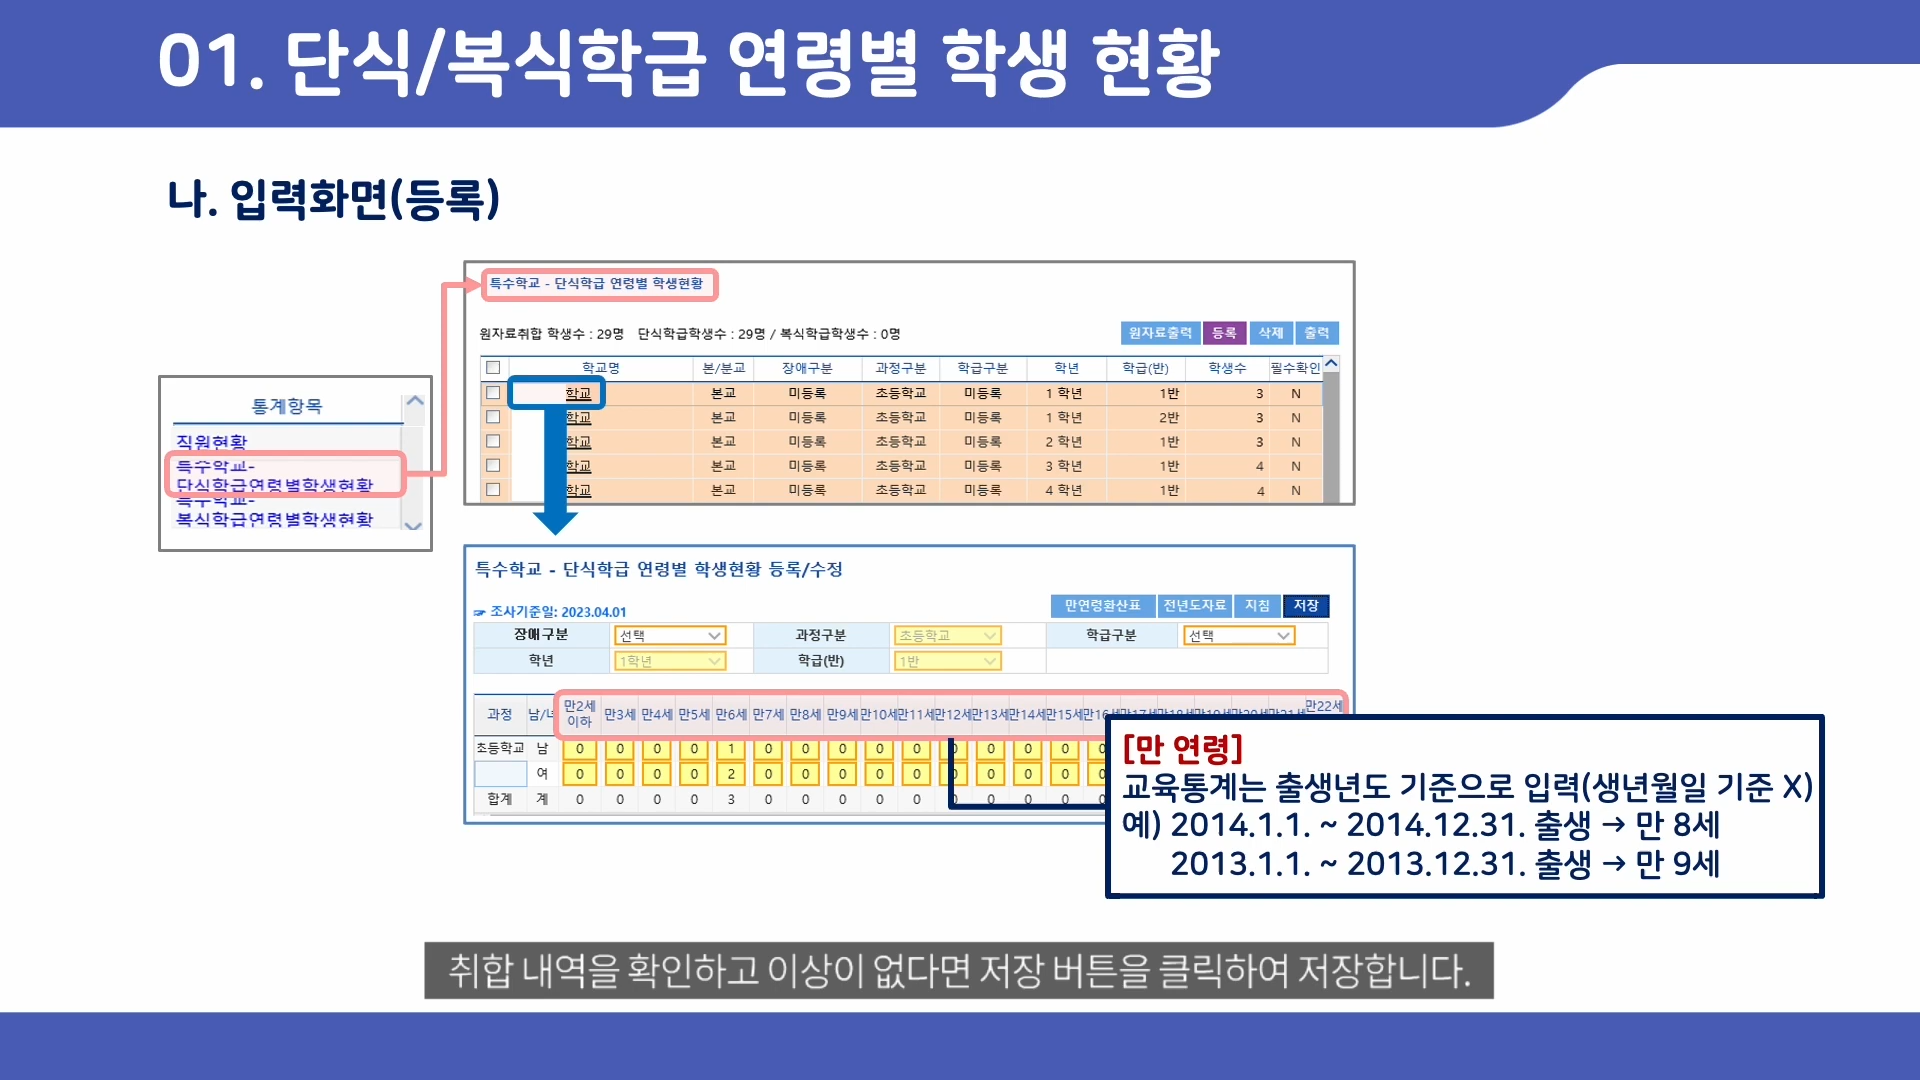 01. 단식/복식학급 연령별 학생 현황
나. 입력화면(등록)
통계항목
직원현황
특수학교-
단식학급연령별학생현황
특수학교-
복식학급연령별학생현황
특수학교 - 단식학급 연령별 학생현황
원자료취합 학생수 : 29명 단식학급학생수 : 29명 / 복식학급학생수 : 0명
원자료출력 등록 삭제 출력
학교명 본/분교 장애구분 과정구분 학급구분 학년 학급(반) 학생수 필수확인
학교 본교 미등록 초등학교 미등록 1 학년 1반 3 N
학교 본교 미등록 초등학교 미등록 1 학년 2반 3 N
학교 본교 미등록 초등학교 미등록 2 학년 1반 3 N
학교 본교 미등록 초등학교 미등록 3 학년 1반 4 N
학교 본교 미등록 초등학교 미등록 4 학년 1반 4 N
특수학교 - 단식학급 연령별 학생현황 등록/수정
☞ 조사기준일: 2023.04.01
만연령환산표 전년도자료 지침 저장
장애구분 선택 과정구분 초등학교 학급구분 선택
학년 1학년 학급(반) 1반
과정 남/녀 만2세 이하 만3세 만4세 만5세 만6세 만7세 만8세 만9세 만10세 만11세 만12세 만13세 만14세 만15세 만16 만22세
초등학교 남 0 0 0 0 1 0 0 0 0 0 0 0 0 0 0
여 0 0 0 0 2 0 0 0 0 0 0 0 0 0 0
합계 계 0 0 0 0 3 0 0 0 0 0 0 0 0 0 0
[만 연령]
교육통계는 출생년도 기준으로 입력(생년월일 기준 X)
예) 2014.1.1. ~ 2014.12.31. 출생 → 만 8세
2013.1.1. ~ 2013.12.31. 출생 → 만 9세
취합 내역을 확인하고 이상이 없다면 저장 버튼을 클릭하여 저장합니다.